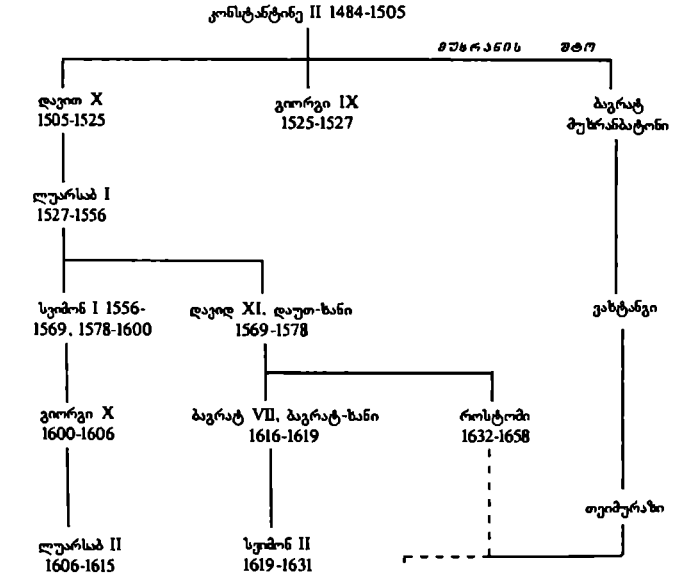 კონსტანტინე II 1484-1505
მუხრანის შტო
დავით X
1505-1525
გიორგი IX
1525-1527
ბაგრატ
მუხრანბატონი
ლუარსაბ I
1527-1556
სვიმონ I 1556-
1569, 1578-1600
დავიდ XI, დაუთ-ხანი
1569-1578
ვახტანგი
გიორგი X
1600-1606
ბაგრატ VII, ბაგრატ-ხანი
1616-1619
როსტომი
1632-1658
თეიმურაზი
ლუარსაბ II
1606-1615
სვიმონ II
1619-1631